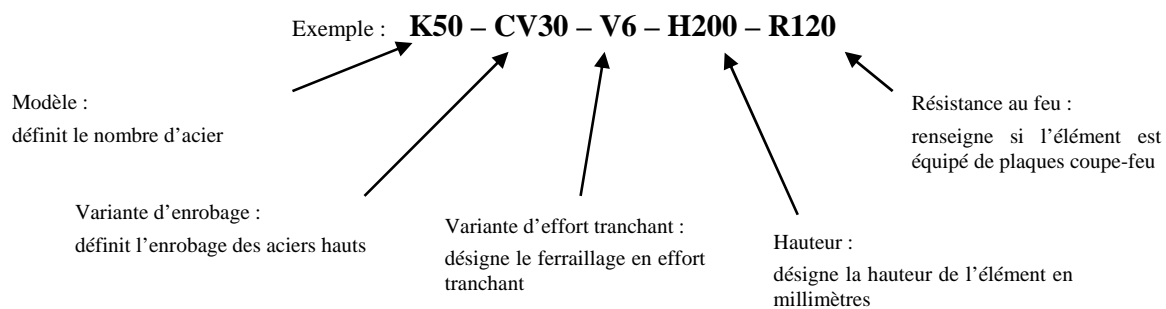 Exemple : K50 – CV30 – V6 – H200 – R120
Modèle :
définit le nombre d’acier
Résistance au feu :
renseigne si l’élément est
équipé de plaques coupe-feu
Variante d’enrobage :
définit l’enrobage des aciers hauts
Variante d’effort tranchant :
désigne le ferraillage en effort
tranchant
Hauteur :
désigne la hauteur de l’élément en
millimètres